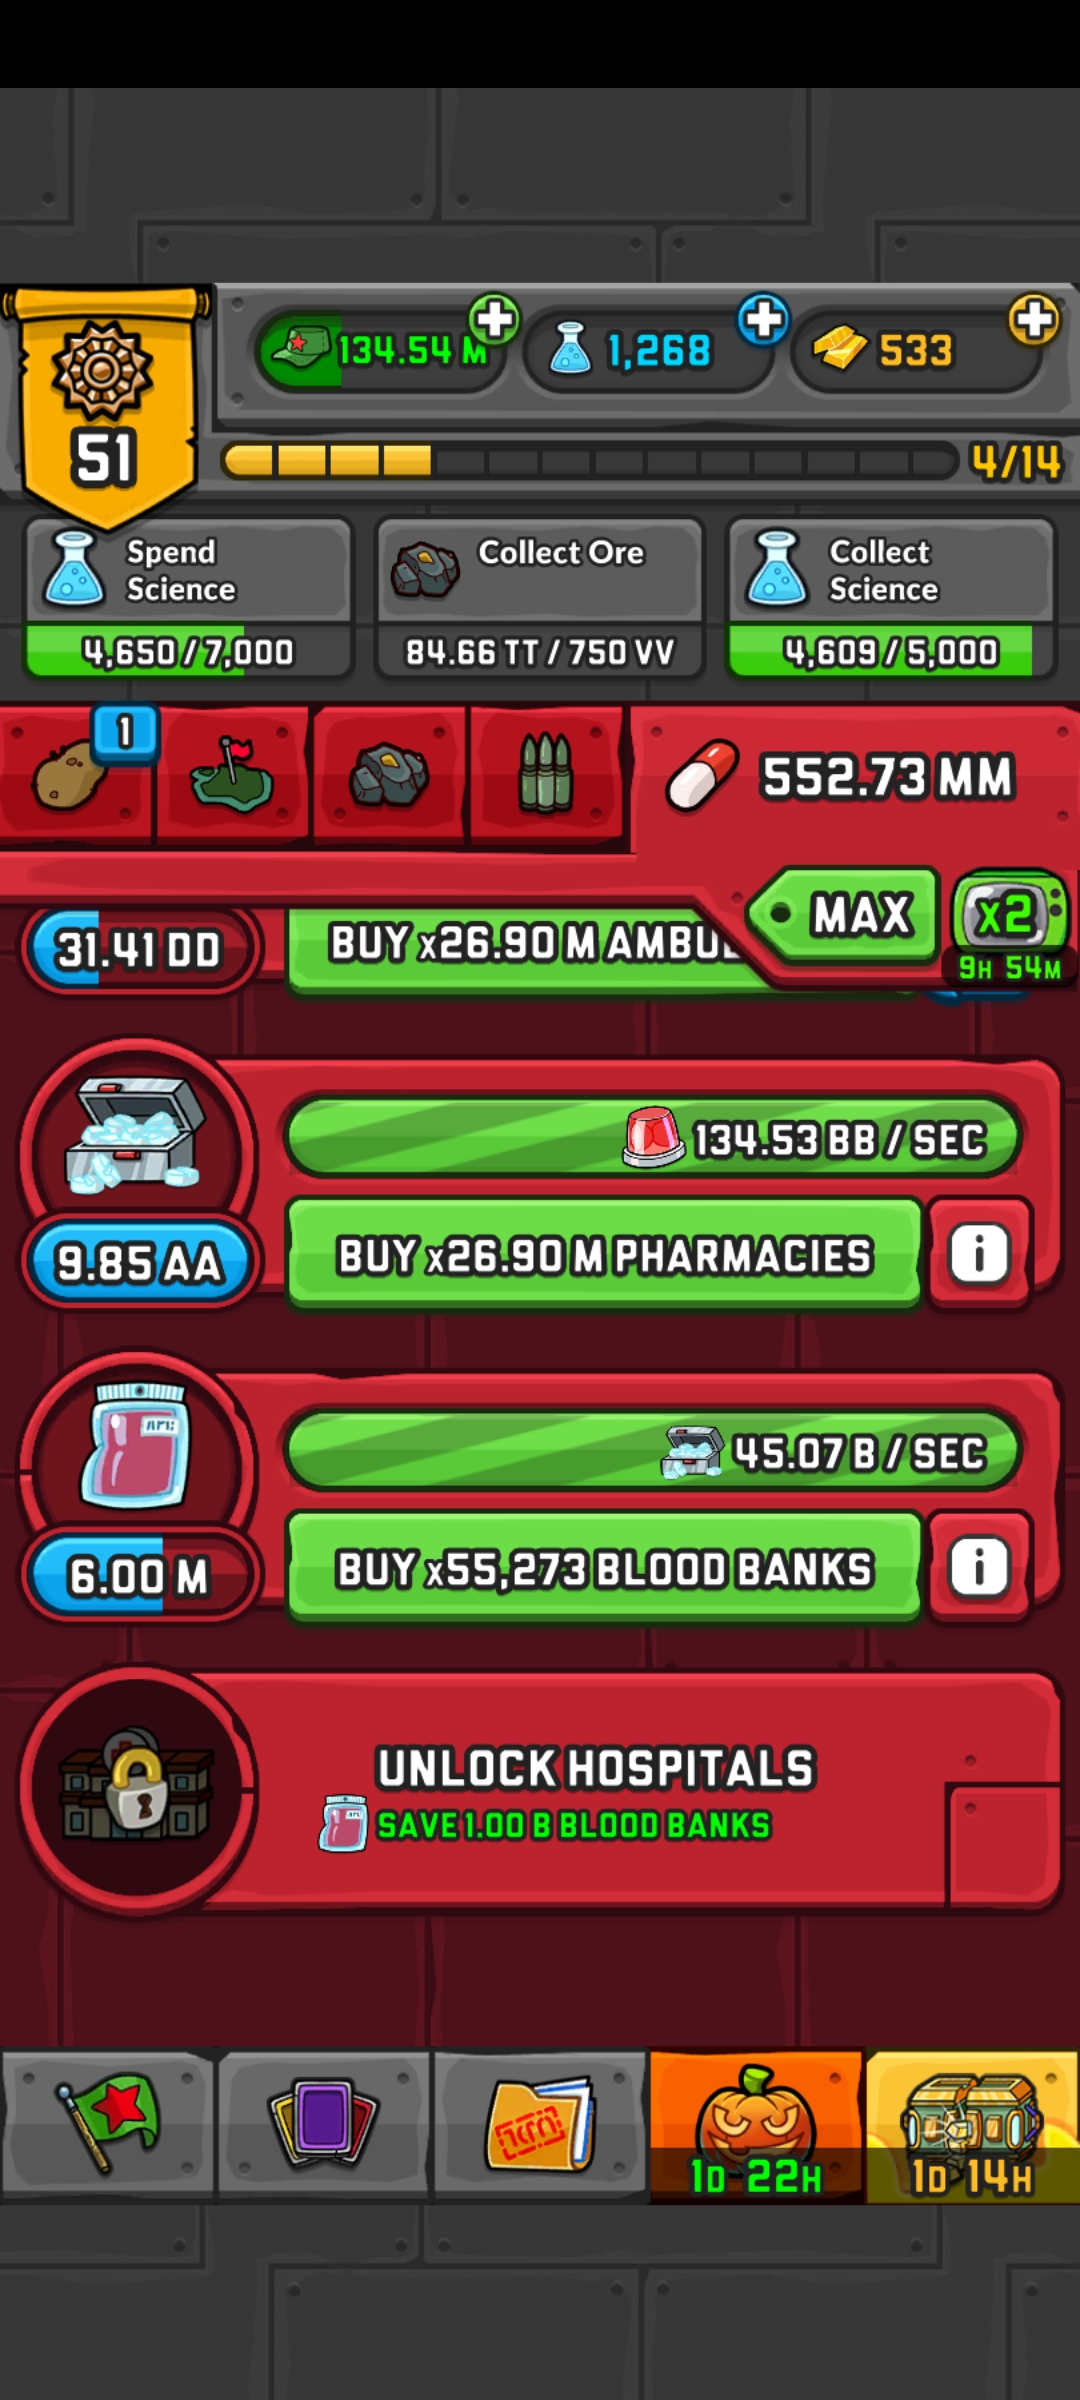 134.54 M
1,268
533
51
4/14
Spend
Science
Collect Ore
Collect
Science
4,650 / 7,000
84.66 TT / 750 VV
4,609 / 5,000
1
552.73 MM
MAX
x2
9H 54M
31.41 DD
BUY x26.90 M
134.53 BB / SEC
9.85 AA
BUY x26.90 M PHARMACIES
i
45.07 B / SEC
6.00 M
BUY x55,273 BLOOD BANKS
i
UNLOCK HOSPITALS
SAVE 1.00 B BLOOD BANKS
1D 22H
1D 14H